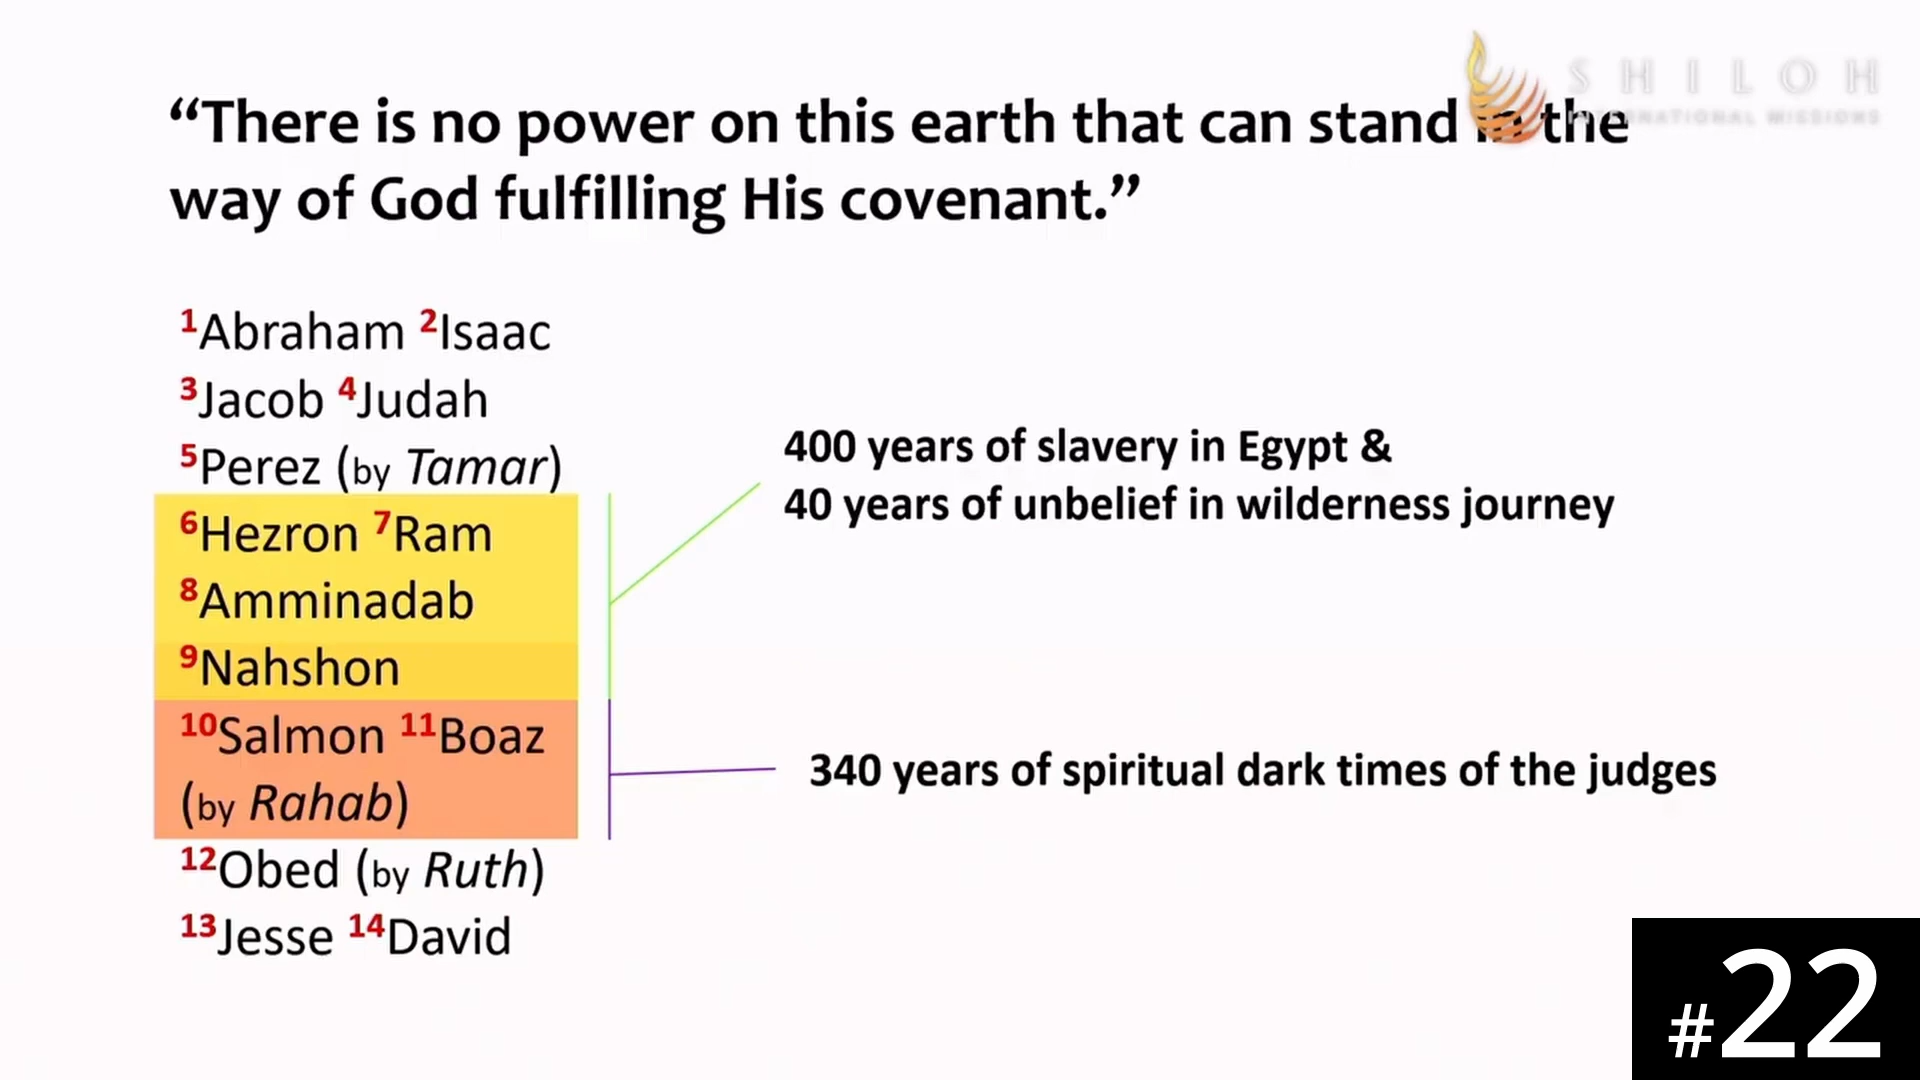 SHILOH
INTERNATIONAL MISSIONS
“There is no power on this earth that can stand in the
way of God fulfilling His covenant.”
1Abraham 2Isaac
3Jacob 4Judah
5Perez (by Tamar)
6Hezron 7Ram
8Amminadab
9Nahshon
10Salmon 11Boaz
(by Rahab)
12Obed (by Ruth)
13Jesse 14David
400 years of slavery in Egypt &
40 years of unbelief in wilderness journey
340 years of spiritual dark times of the judges
#22